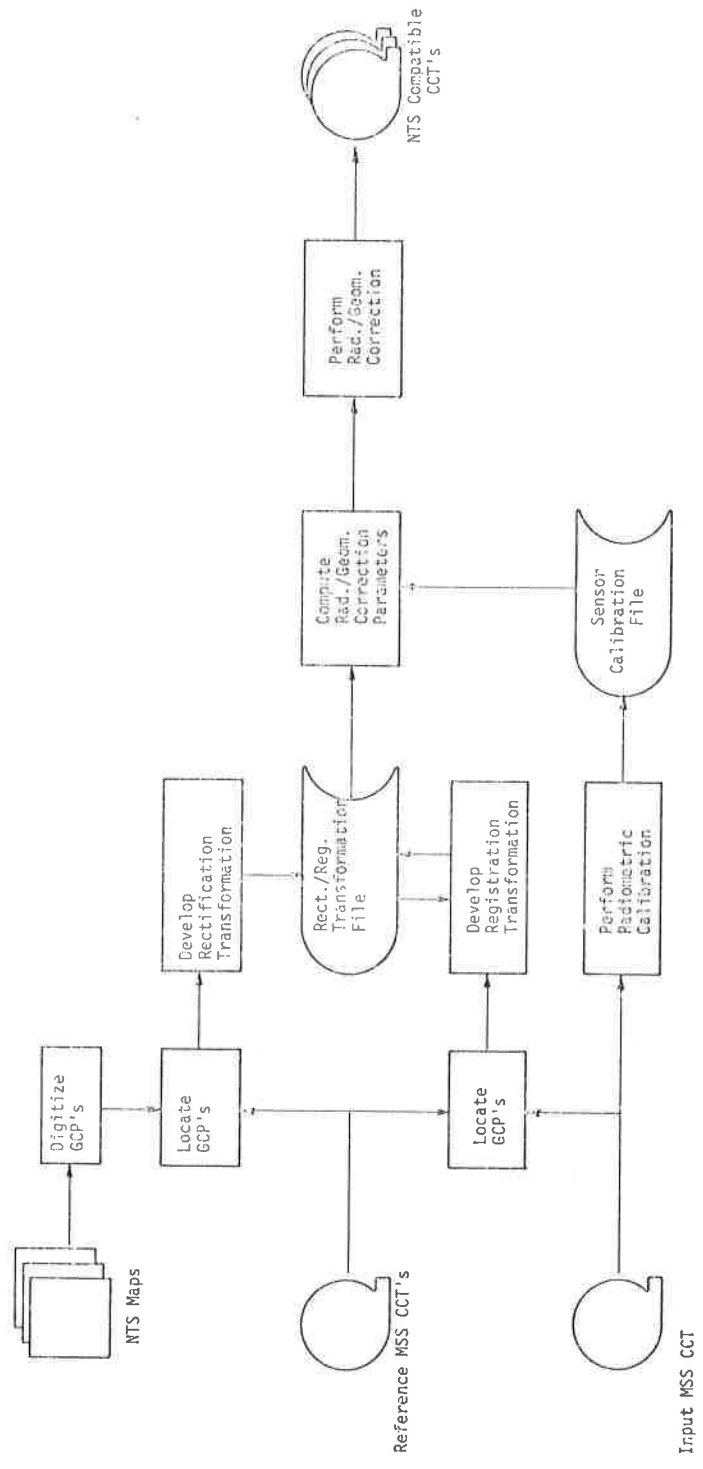 NTS Maps
Digitize
GCP's
Locate
GCP's
Develop
Rectification
Transformation
Reference MSS CCT's
Rect./Reg.
Transformation
File
Compute
Rad./Geom.
Correction
Parameters
Perform
Rad./Geom.
Correction
NTS Compatible
CCT's
Locate
GCP's
Develop
Registration
Transformation
Input MSS CCT
Perform
Radiometric
Calibration
Sensor
Calibration
File